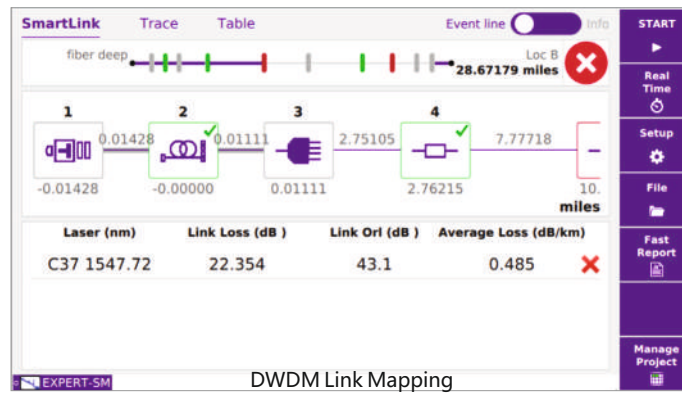 SmartLink Trace Table Event line Info
fiber deep
Loc B
28.67179 miles
1 2 3 4
0.01428 0.01111 2.75105 7.77718
-0.01428 -0.00000 0.01111 2.76215 10.
miles
Laser (nm) Link Loss (dB ) Link Orl (dB ) Average Loss (dB/km)
C37 1547.72 22.354 43.1 0.485
EXPERT-SM
DWDM Link Mapping
START
Real
Time
Setup
File
Fast
Report
Manage
Project